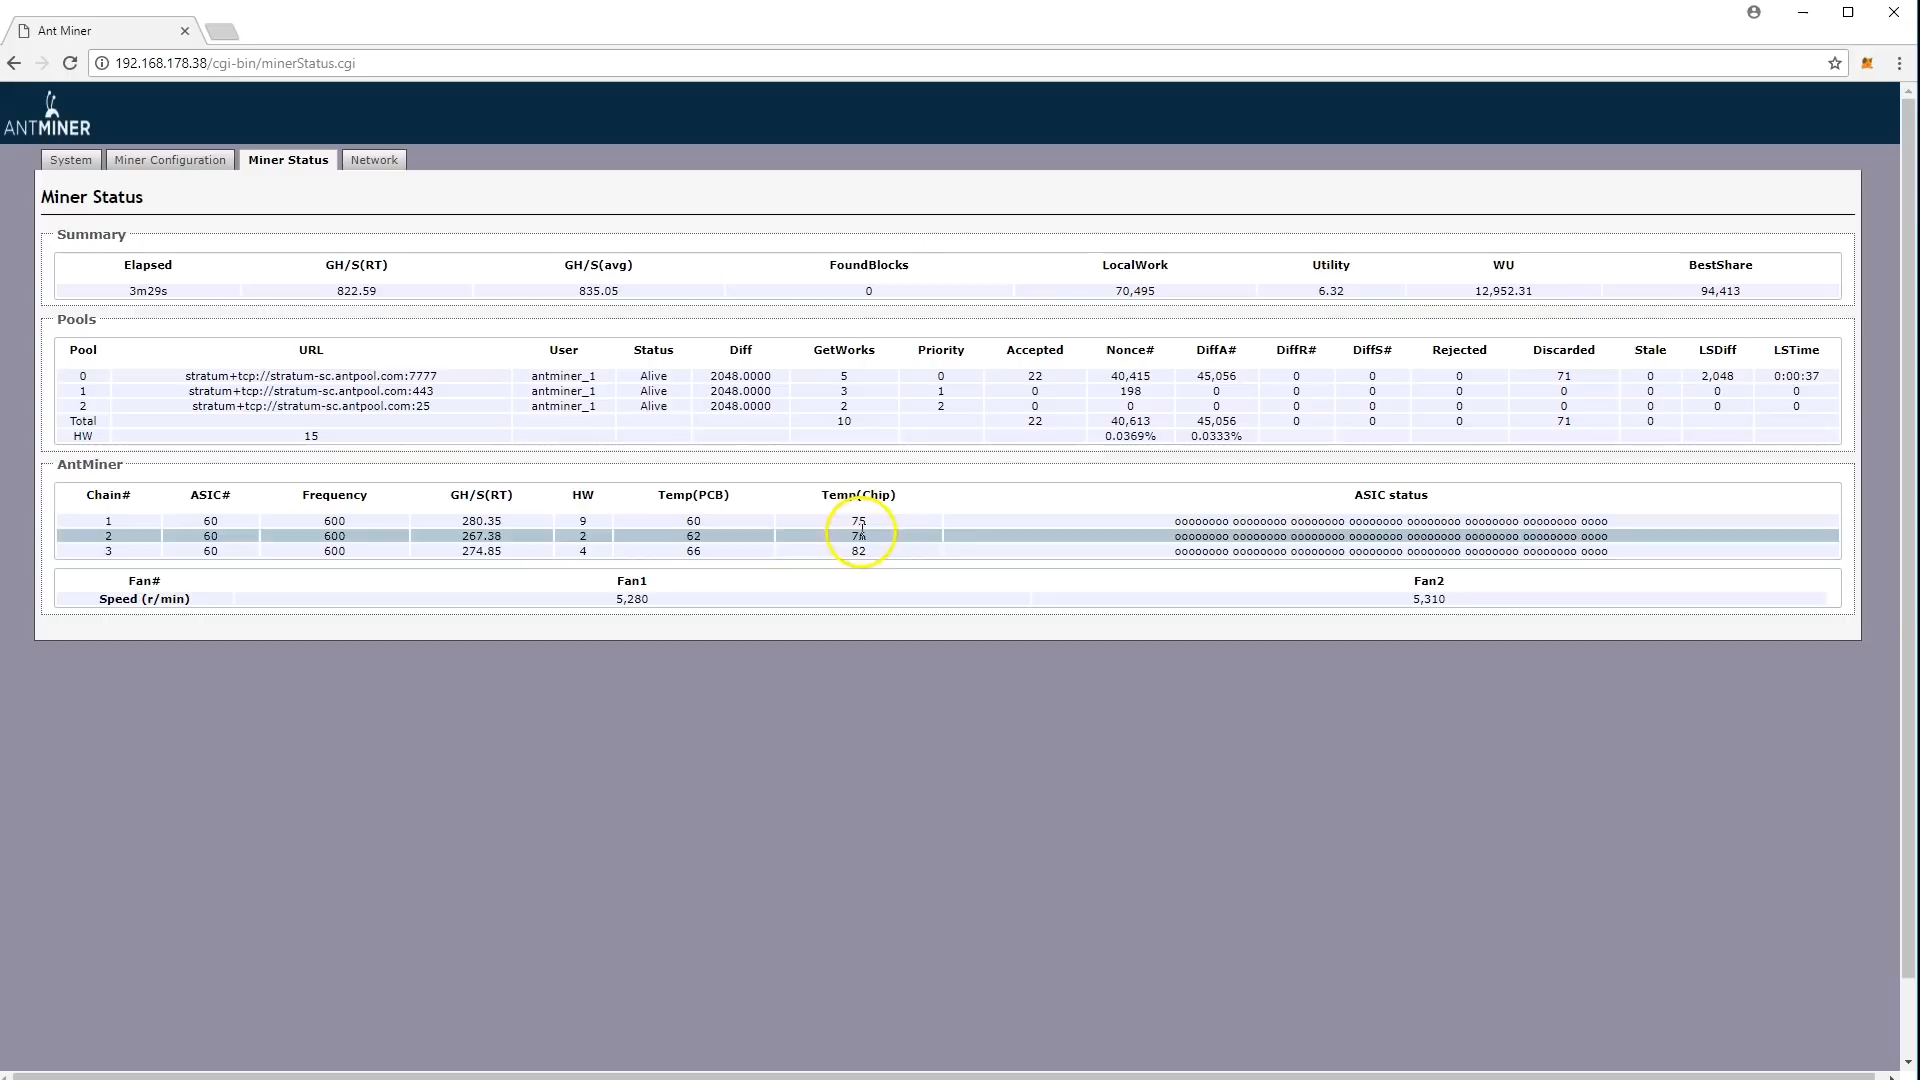 Ant Miner
192.168.178.38/cgi-bin/minerStatus.cgi
ANTMINER
System Miner Configuration Miner Status Network
Miner Status
Summary
Elapsed GH/S(RT) GH/S(avg) FoundBlocks LocalWork Utility WU BestShare
3m29s 822.59 835.05 0 70,495 6.32 12,952.31 94,413
Pools
Pool URL User Status Diff GetWorks Priority Accepted Nonce# DiffA# DiffR# DiffS# Rejected Discarded Stale LSDiff LSTime
0 stratum+tcp://stratum-sc.antpool.com:7777 antminer_1 Alive 2048.0000 5 0 22 40,415 45,056 0 0 0 71 0 2,048 0:00:37
1 stratum+tcp://stratum-sc.antpool.com:443 antminer_1 Alive 2048.0000 3 1 0 198 0 0 0 0 0 0 0 0
2 stratum+tcp://stratum-sc.antpool.com:25 antminer_1 Alive 2048.0000 2 2 0 0 0 0 0 0 0 0 0 0
Total 10 22 40,613 45,056 0 0 0 71 0
HW 15 0.0369% 0.0333%
AntMiner
Chain# ASIC# Frequency GH/S(RT) HW Temp(PCB) Temp(Chip) ASIC status
1 60 600 280.35 9 60 75 oooooooo oooooooo oooooooo oooooooo oooooooo oooooooo oooooooo oooo
2 60 600 267.38 2 62 oooooooo oooooooo oooooooo oooooooo oooooooo oooooooo oooooooo oooo
3 60 600 274.85 4 66 82 oooooooo oooooooo oooooooo oooooooo oooooooo oooooooo oooooooo oooo
Fan# Fan1 Fan2
Speed (r/min) 5,280 5,310